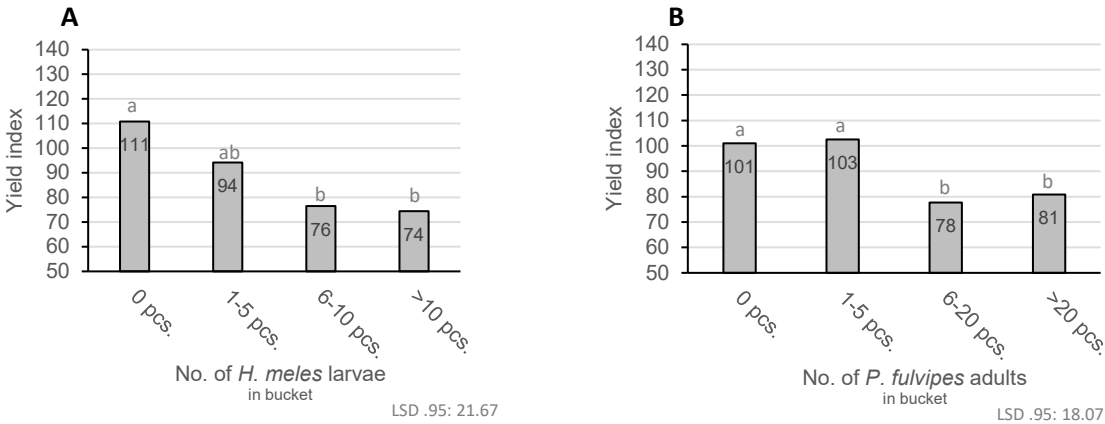 A
140
130
120
110
100
90
80
70
60
50
Yield index
a
111
ab
94
b
76
b
74
0 pcs.
1-5 pcs.
6-10 pcs.
>10 pcs.
No. of H. meles larvae
in bucket
LSD .95: 21.67
B
140
130
120
110
100
90
80
70
60
50
Yield index
a
101
a
103
b
78
b
81
0 pcs.
1-5 pcs.
6-20 pcs.
>20 pcs.
No. of P. fulvipes adults
in bucket
LSD .95: 18.07